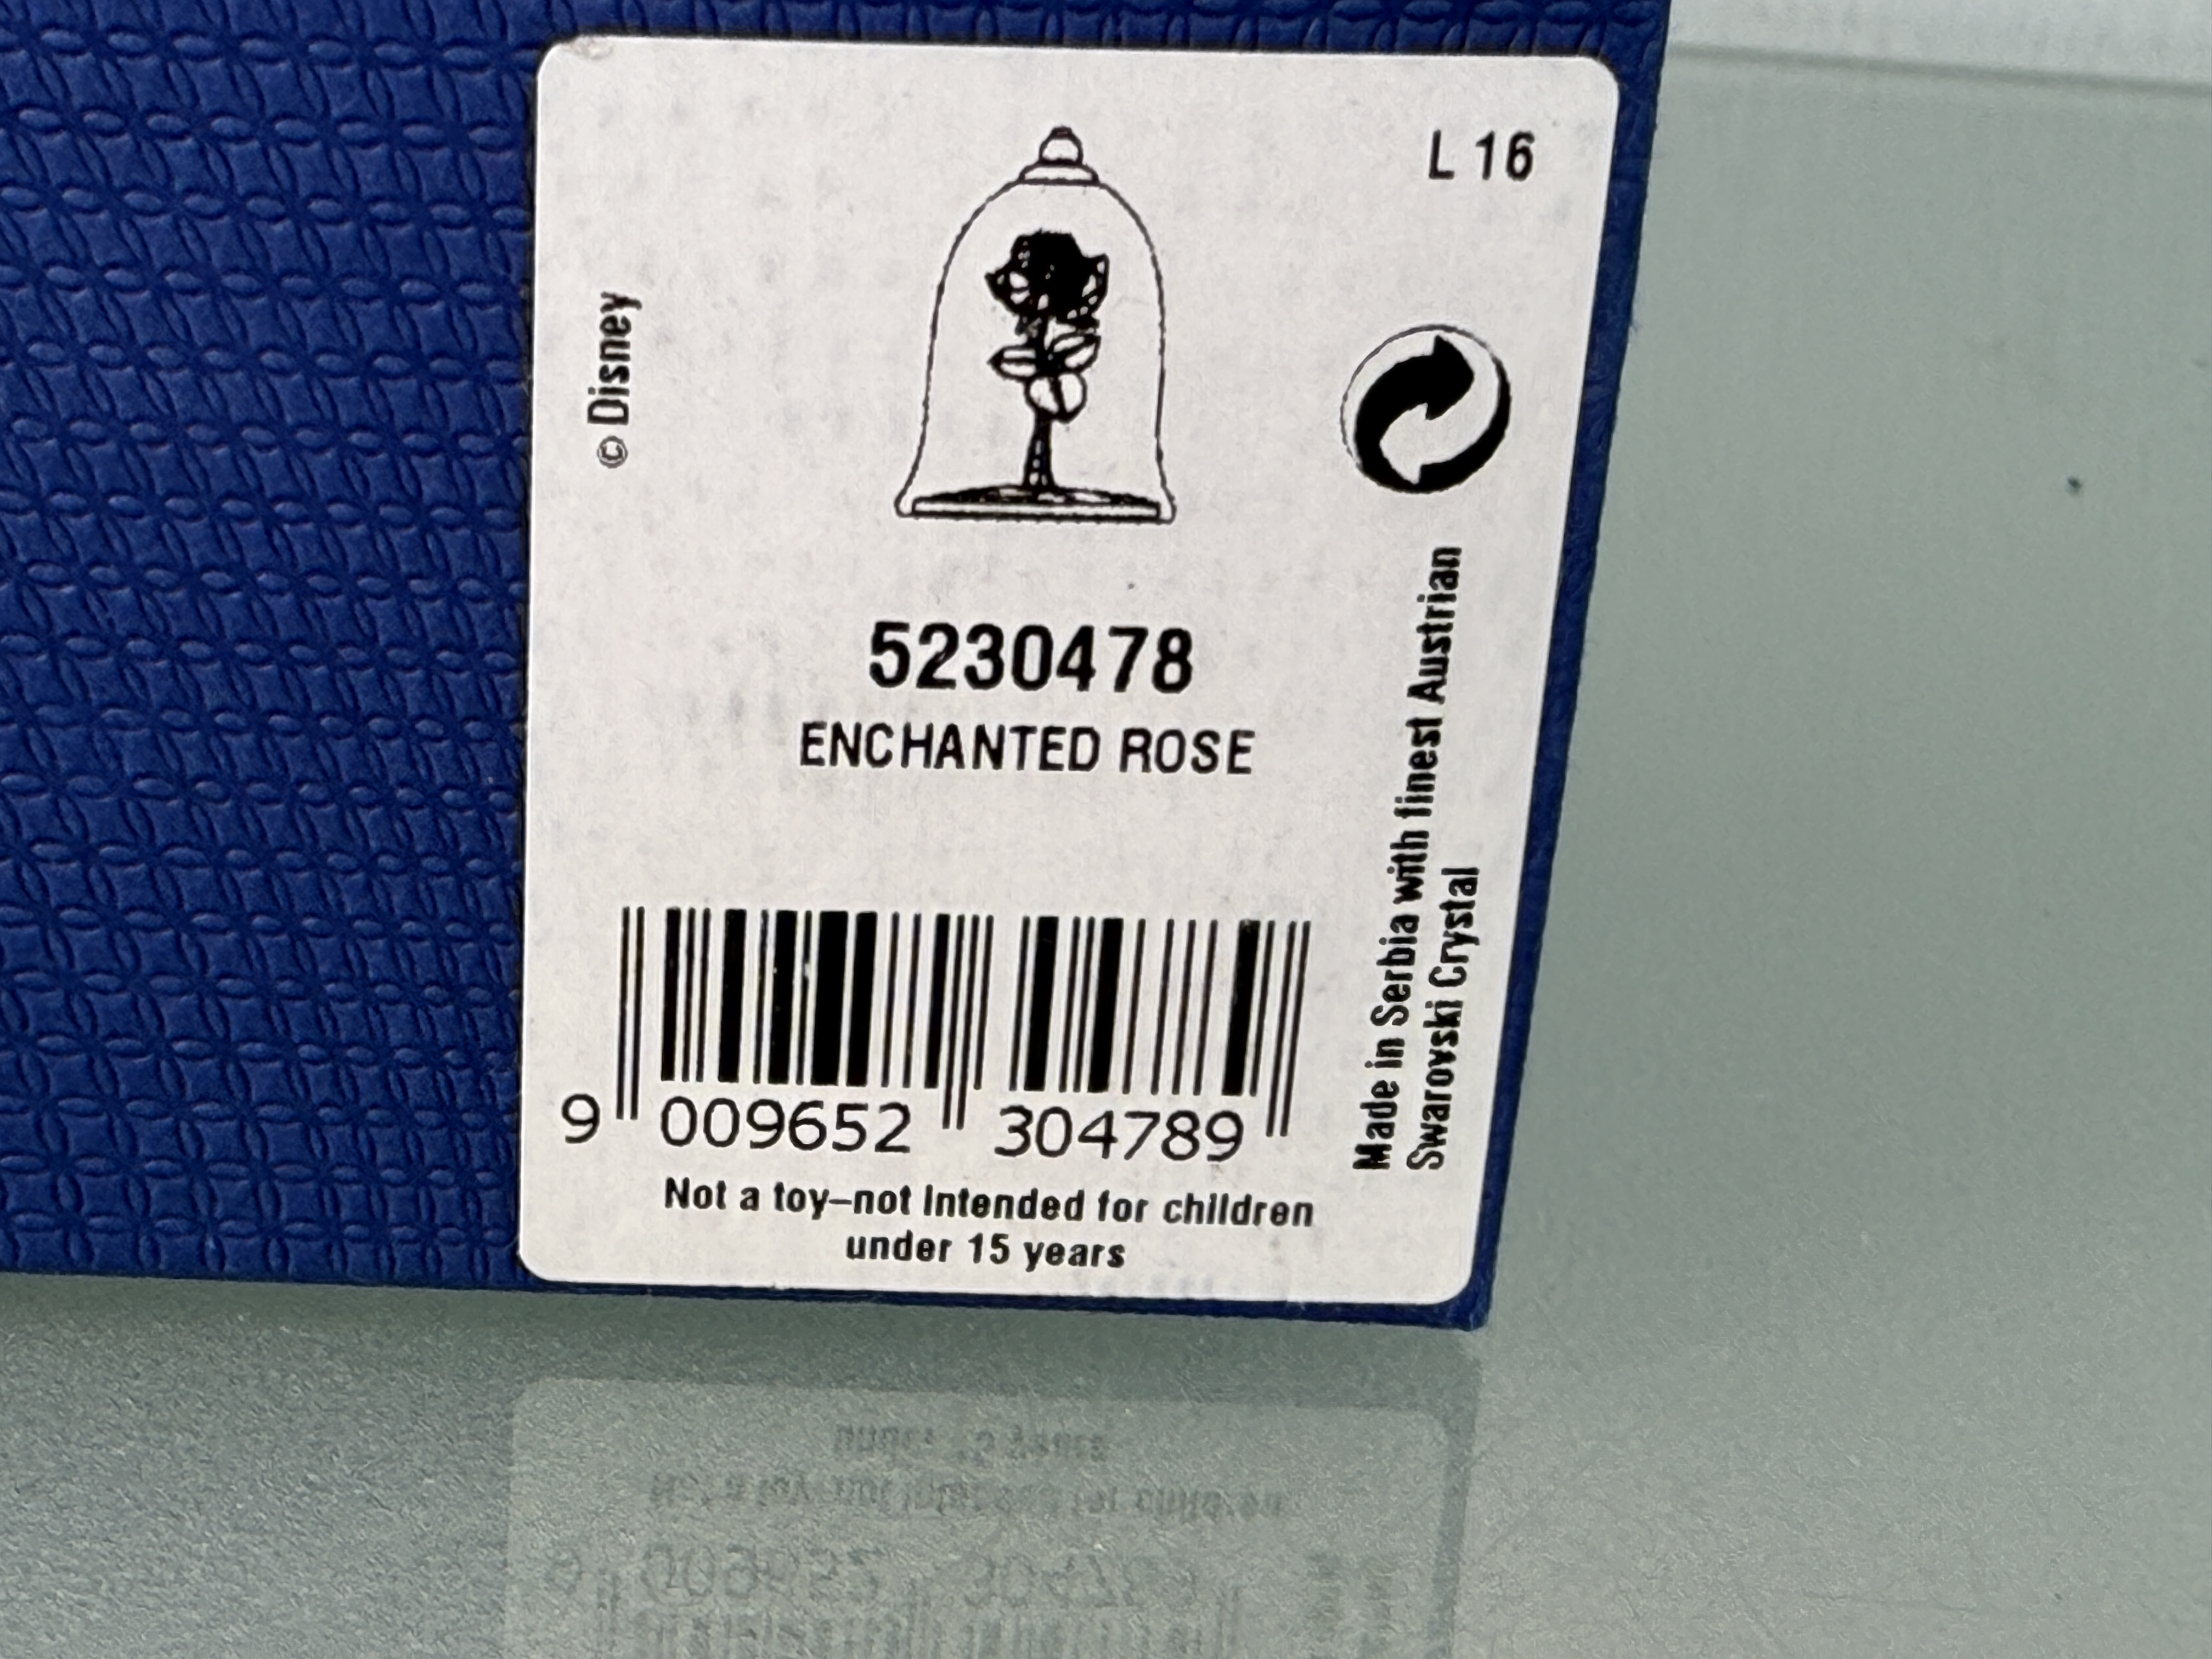 L 16
© Disney
5230478
ENCHANTED ROSE
Made in Serbia with finest Austrian
Swarovski Crystal
9 009652 304789
Not a toy–not intended for children
under 15 years